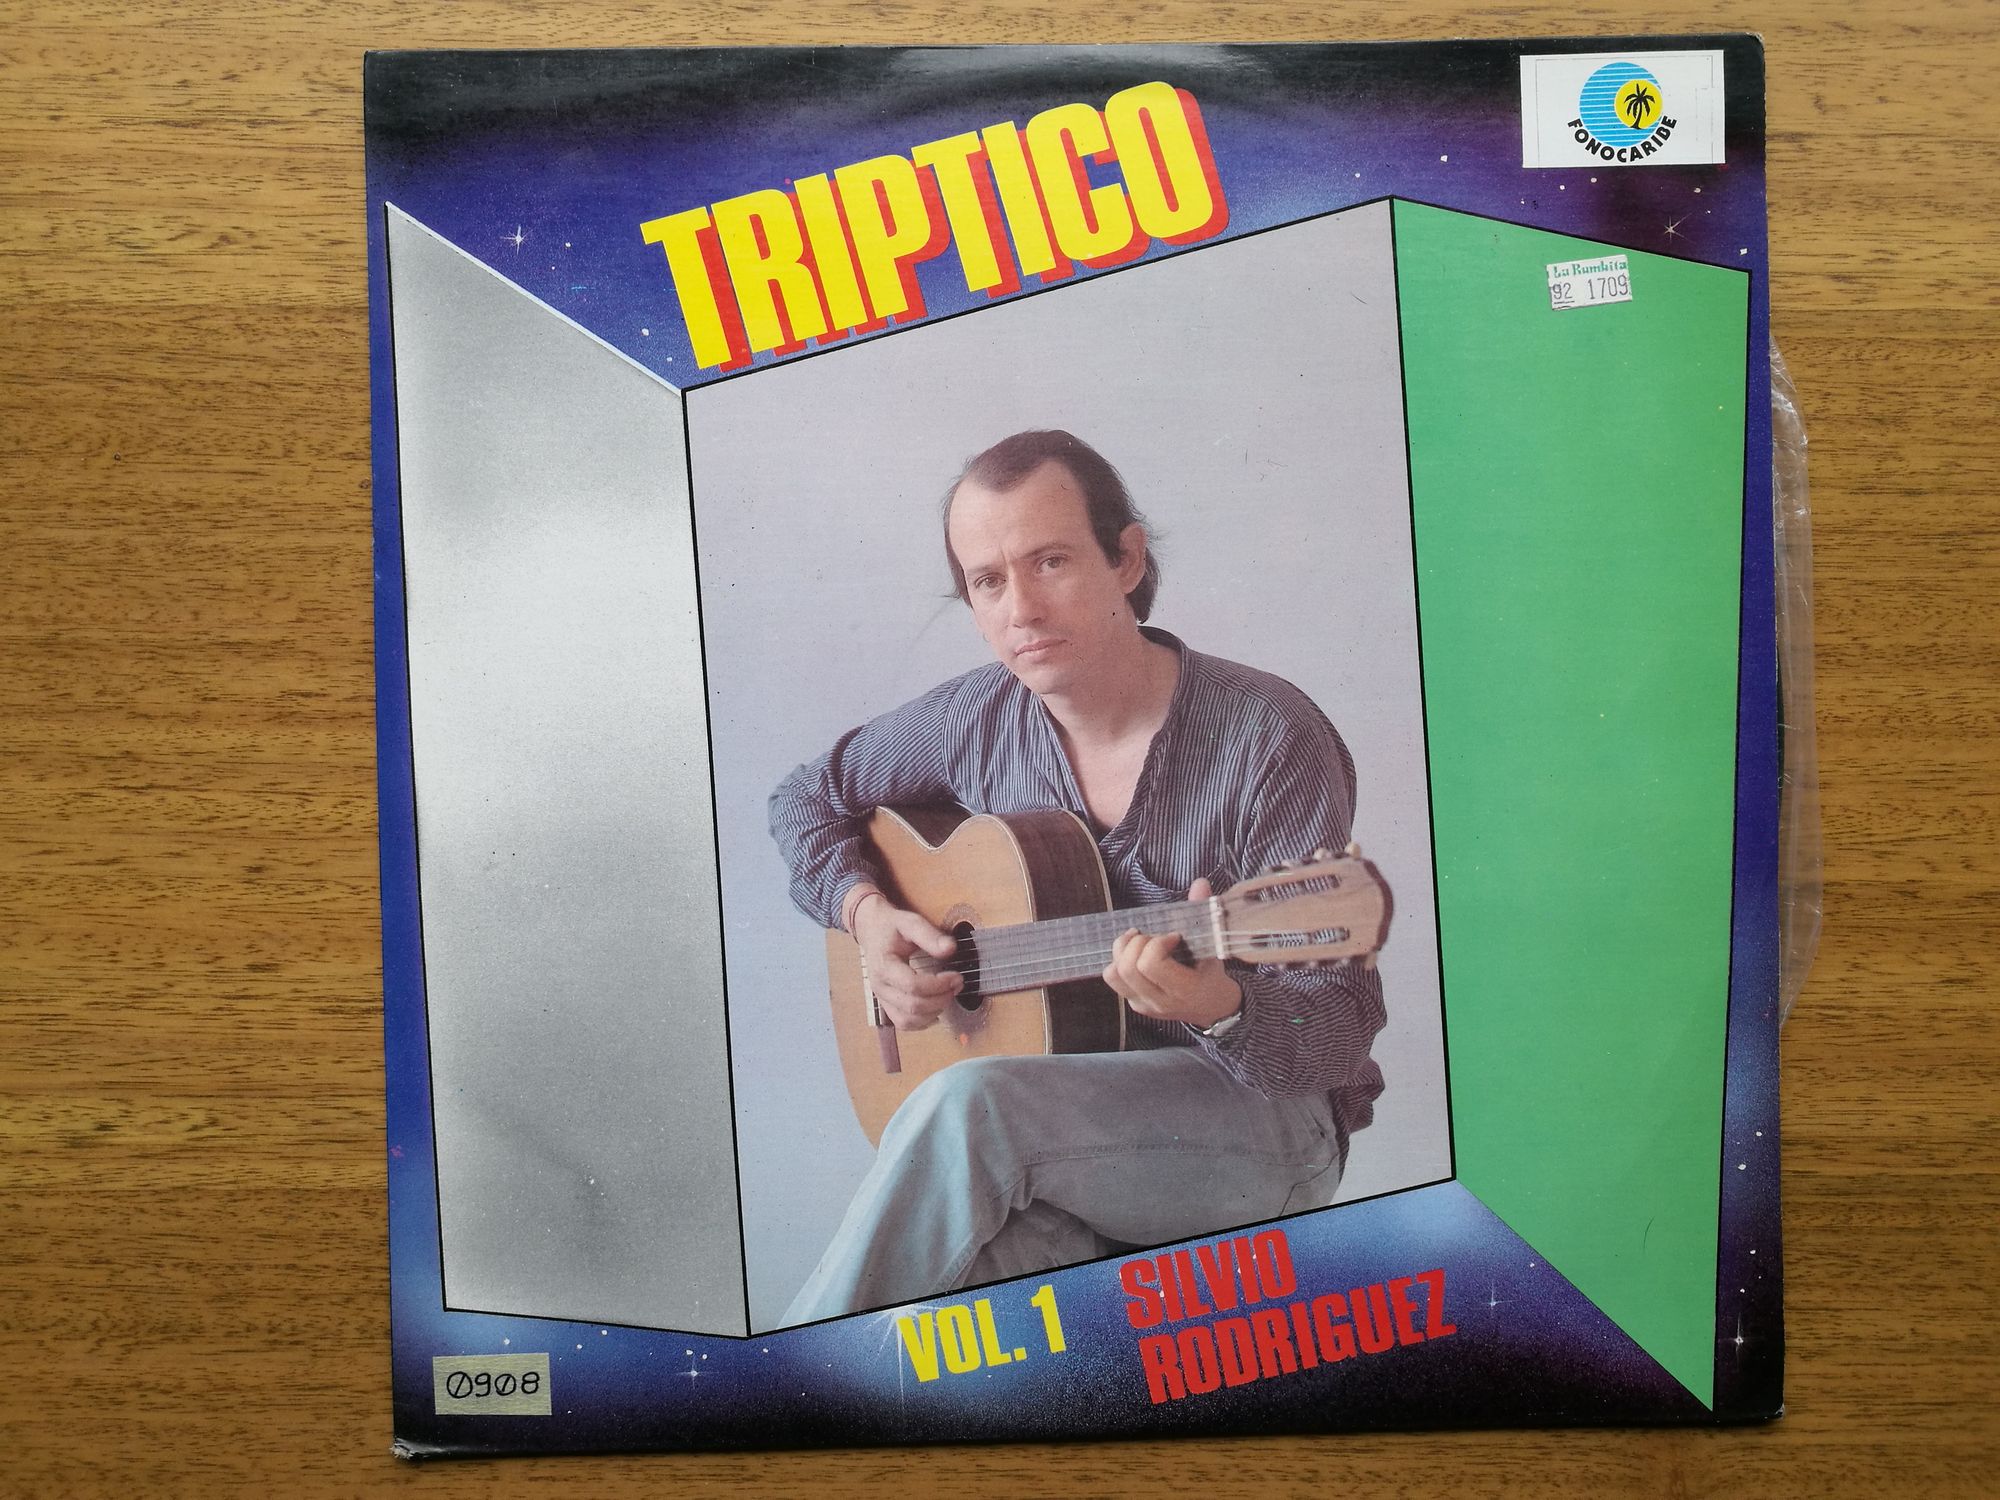 TRIPTICO
FONOCARIBE
La Rumbita
92 1709
VOL. 1
SILVIO
RODRIGUEZ
0908